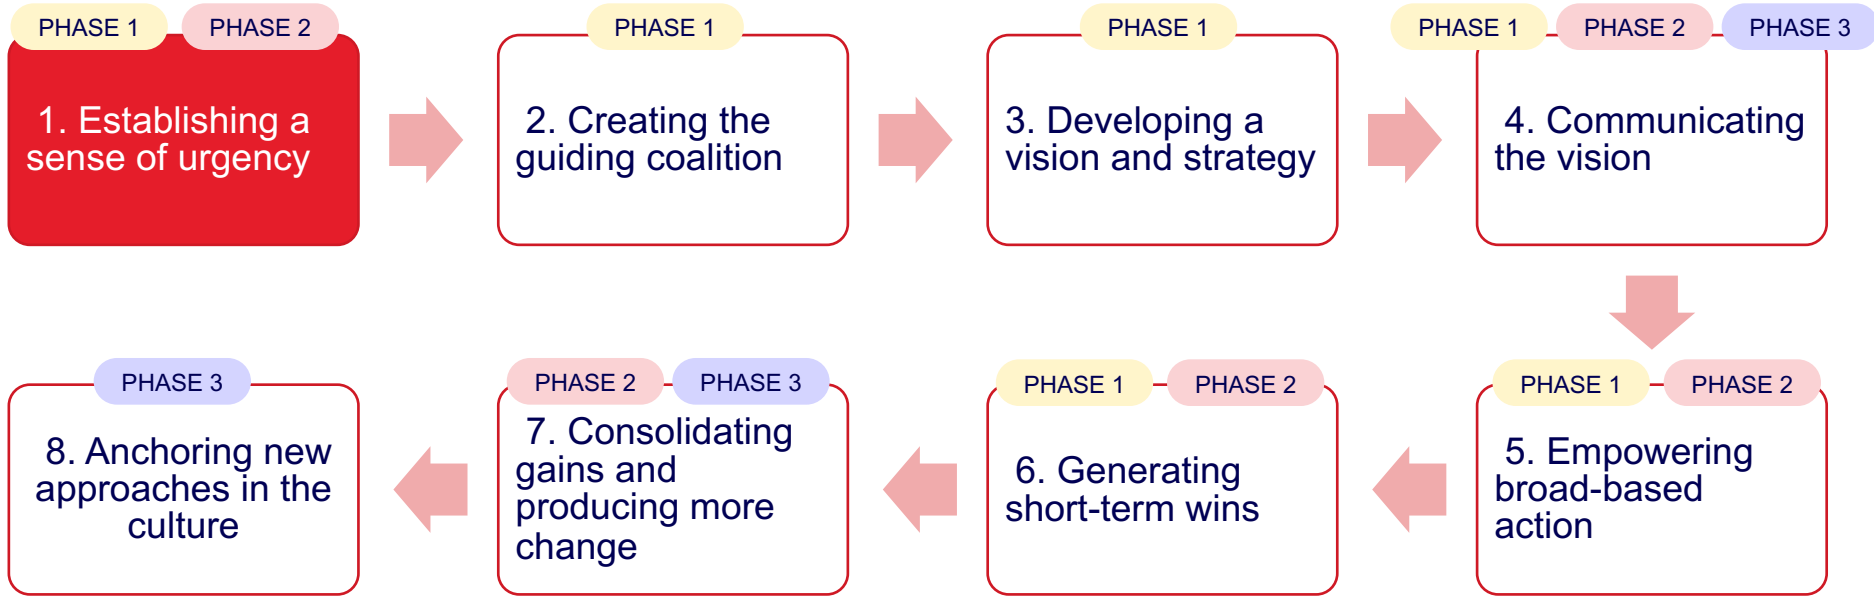 PHASE 1 PHASE 2
1. Establishing a
sense of urgency
PHASE 1
2. Creating the
guiding coalition
PHASE 1
3. Developing a
vision and strategy
PHASE 1 PHASE 2 PHASE 3
4. Communicating
the vision
PHASE 1 PHASE 2
5. Empowering
broad-based
action
PHASE 1 PHASE 2
6. Generating
short-term wins
PHASE 2 PHASE 3
7. Consolidating
gains and
producing more
change
PHASE 3
8. Anchoring new
approaches in the
culture